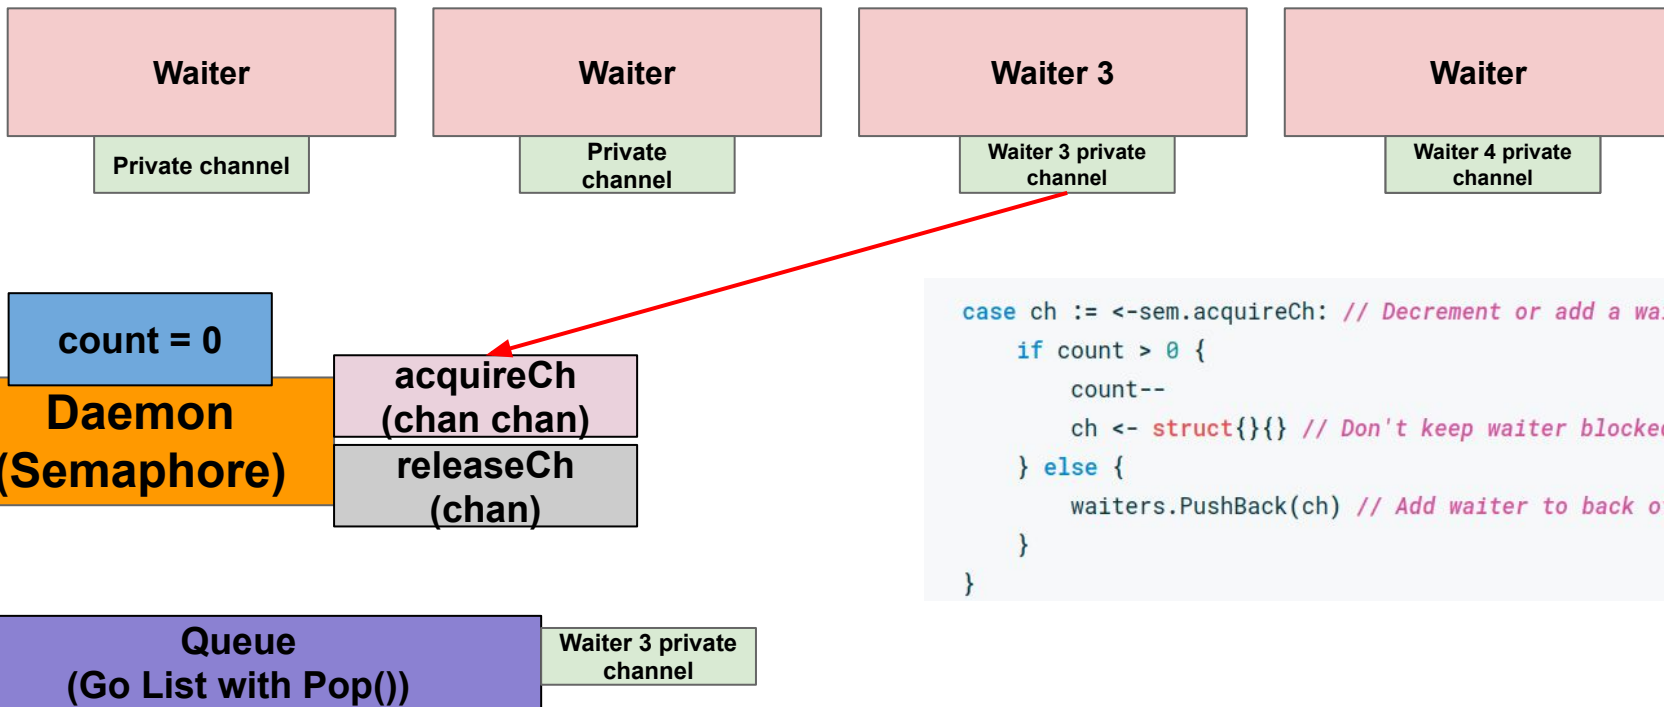 Waiter
Waiter
Waiter 3
Waiter
Private channel
Private
channel
Waiter 3 private
channel
Waiter 4 private
channel
count = 0
Daemon
(Semaphore)
acquireCh
(chan chan)
releaseCh
(chan)
case ch := <-sem.acquireCh: // Decrement or add a wai
if count > 0 {
count--
ch <- struct{}{} // Don't keep waiter blocked
} else {
waiters.PushBack(ch) // Add waiter to back of
}
}
Queue
(Go List with Pop())
Waiter 3 private
channel